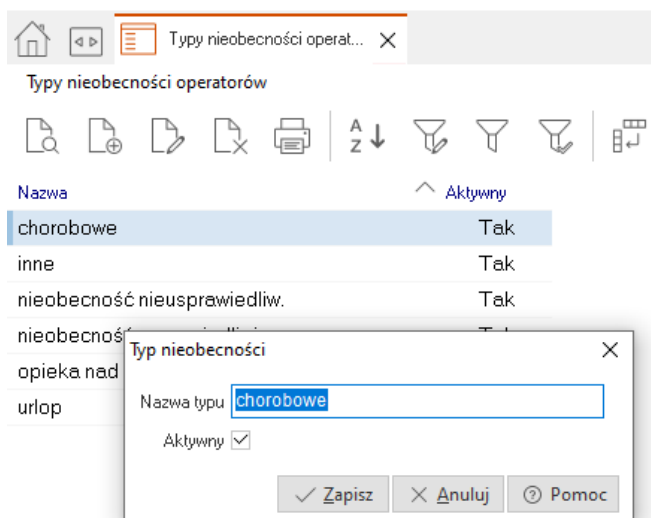 Typy nieobecności operat...
Typy nieobecności operatorów
Nazwa Aktywny
chorobowe Tak
inne Tak
nieobecność nieusprawiedliw. Tak
nieobecność
Typ nieobecności
opieka nad
Nazwa typu chorobowe
urlop
Aktywny
Zapisz Anuluj Pomoc